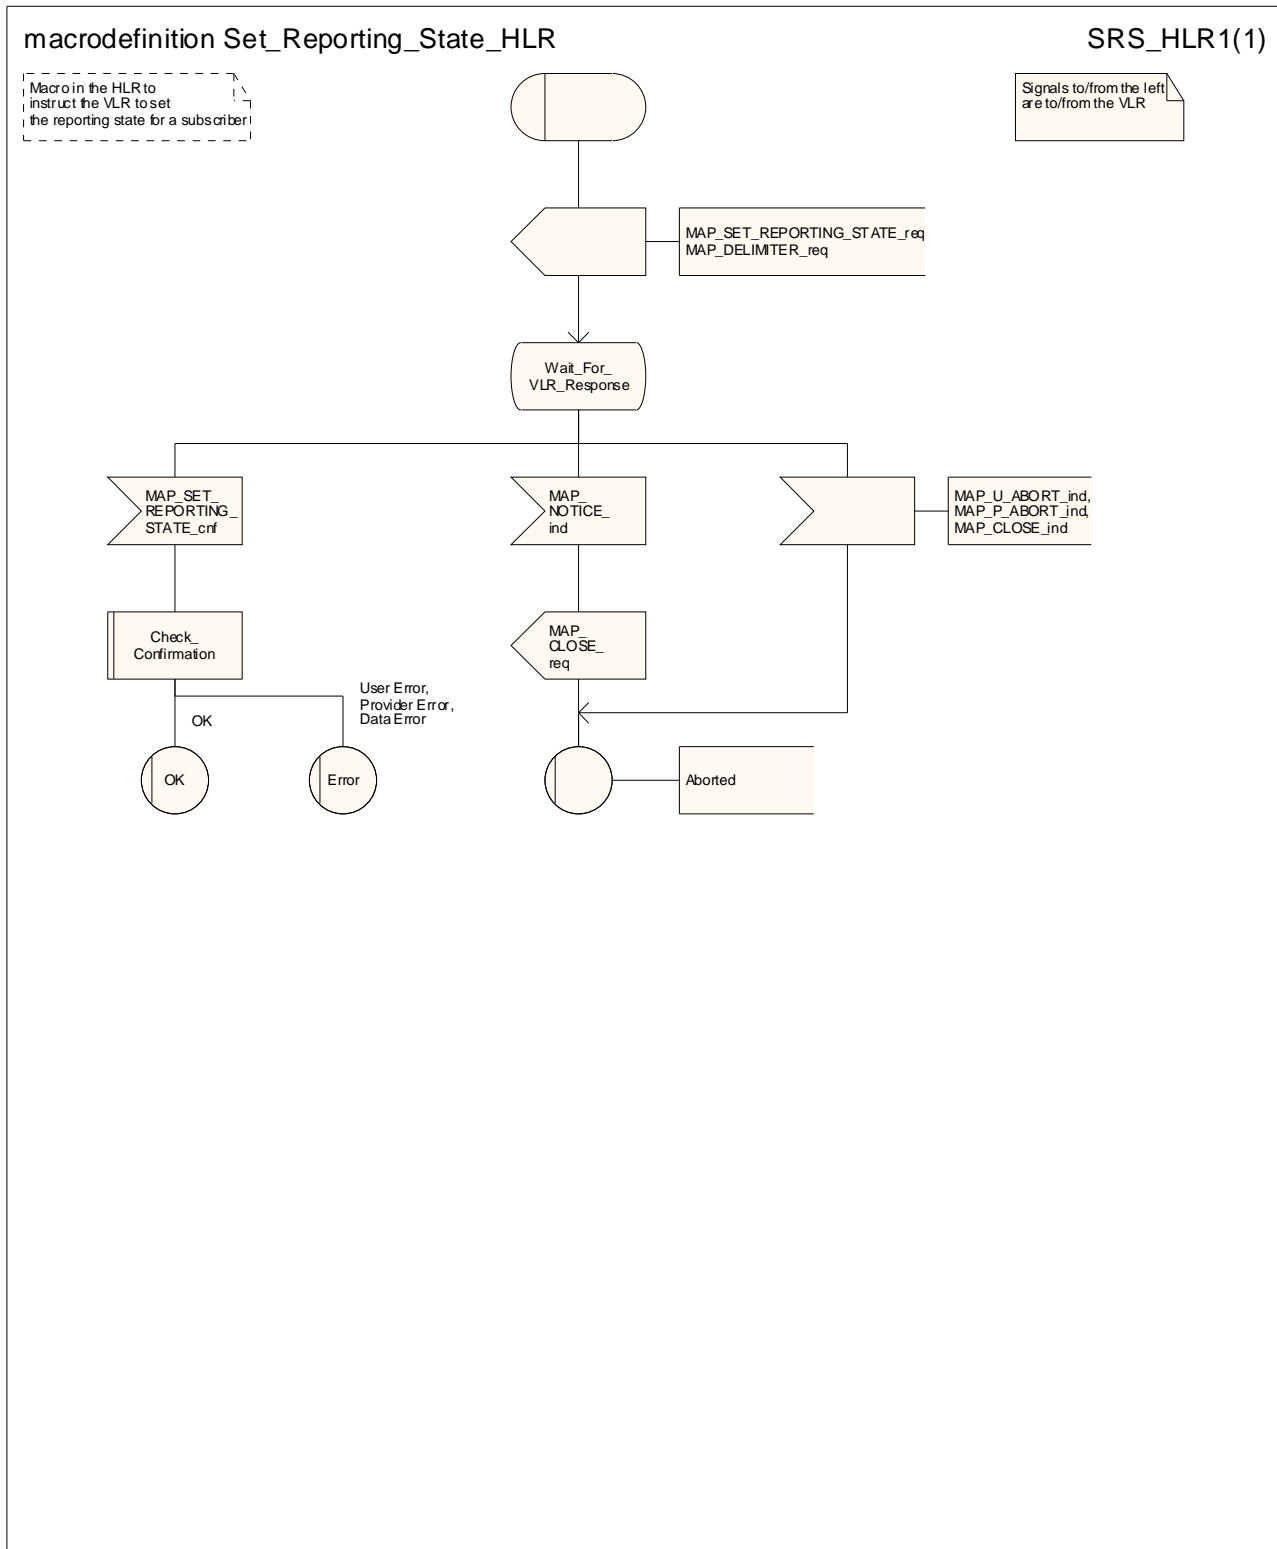 macrodefinition Set_Reporting_State_HLR
SRS_HLR1(1)
Macro in the HLR to
instruct the VLR to set
the reporting state for a subscriber
Signals to/from the left
are to/from the VLR
MAP_SET_REPORTING_STATE_req
MAP_DELIMITER_req
Wait_For_
VLR_Response
MAP_SET_
REPORTING_
STATE_cnf
MAP_
NOTICE_
ind
MAP_U_ABORT_ind,
MAP_P_ABORT_ind,
MAP_CLOSE_ind
Check_
Confirmation
MAP_
CLOSE_
req
User Error,
Provider Error,
Data Error
OK
OK
Error
Aborted